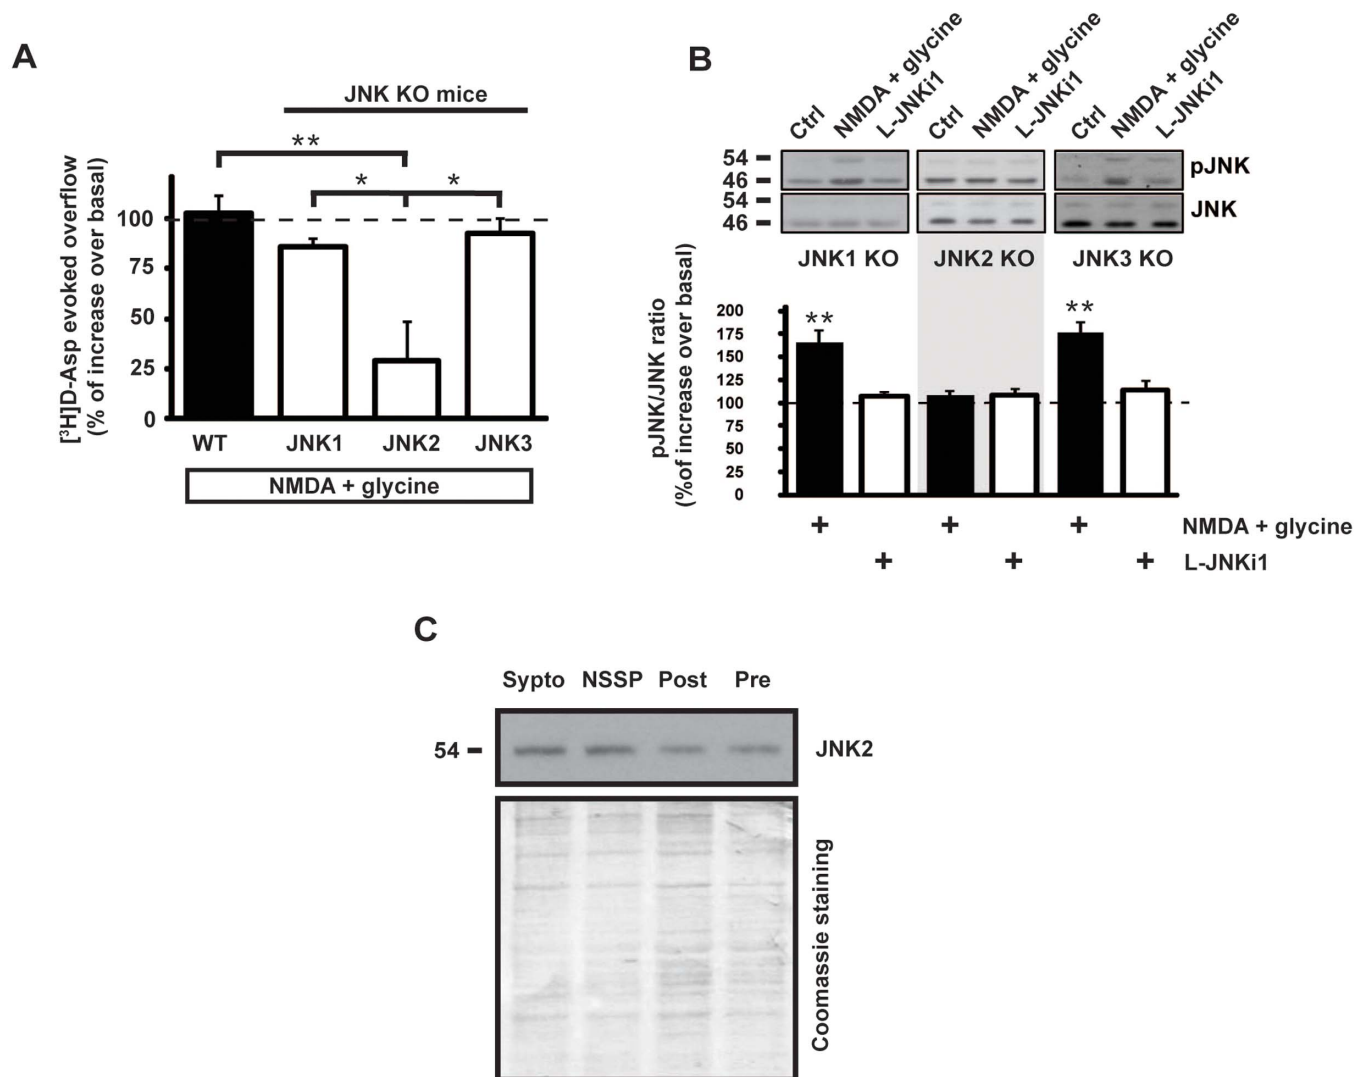 A
JNK KO mice
**
*
*
[³H]D-Asp evoked overflow
(% of increase over basal)
100
75
50
25
0
WT
JNK1
JNK2
JNK3
NMDA + glycine
B
Ctrl
NMDA + glycine
L-JNKi1
Ctrl
NMDA + glycine
L-JNKi1
Ctrl
NMDA + glycine
L-JNKi1
54
46
pJNK
54
46
JNK
JNK1 KO
JNK2 KO
JNK3 KO
pJNK/JNK ratio
(%of increase over basal)
200
175
150
125
100
75
50
25
0
**
**
+ + + NMDA + glycine
+ + + L-JNKi1
C
Sypto NSSP Post Pre
54
JNK2
Coomassie staining